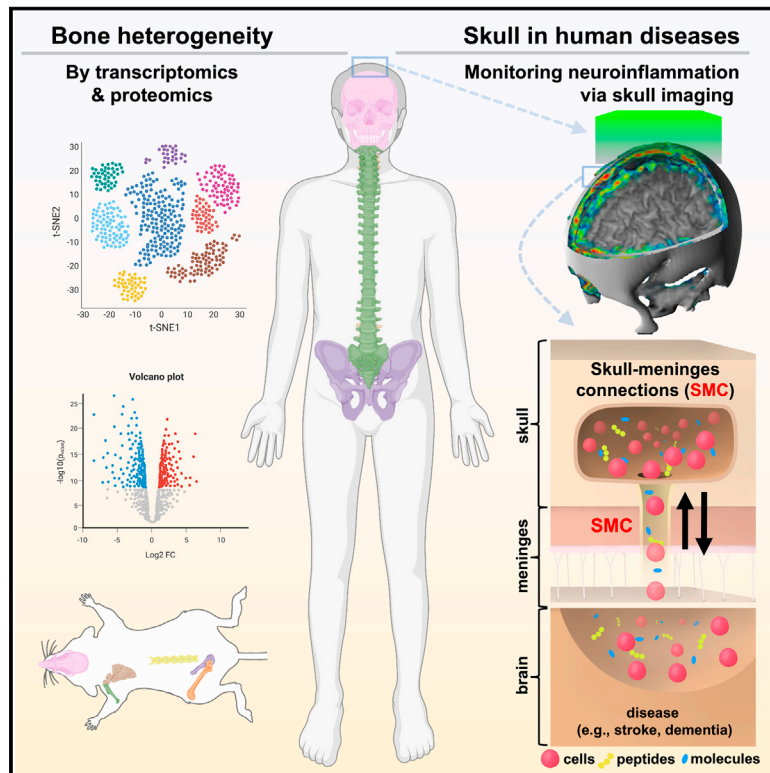 Bone heterogeneity
By transcriptomics
& proteomics
30
20
10
0
-10
-20
-30
t-SNE2
-30
-20
-10
0
10
20
30
t-SNE1
Volcano plot
25
20
15
10
5
0
-10
-5
0
5
10
Log2 FC
Skull in human diseases
Monitoring neuroinflammation
via skull imaging
skull
Skull-meninges
connections (SMC)
meninges
SMC
brain
disease
(e.g., stroke, dementia)
cells
peptides
molecules